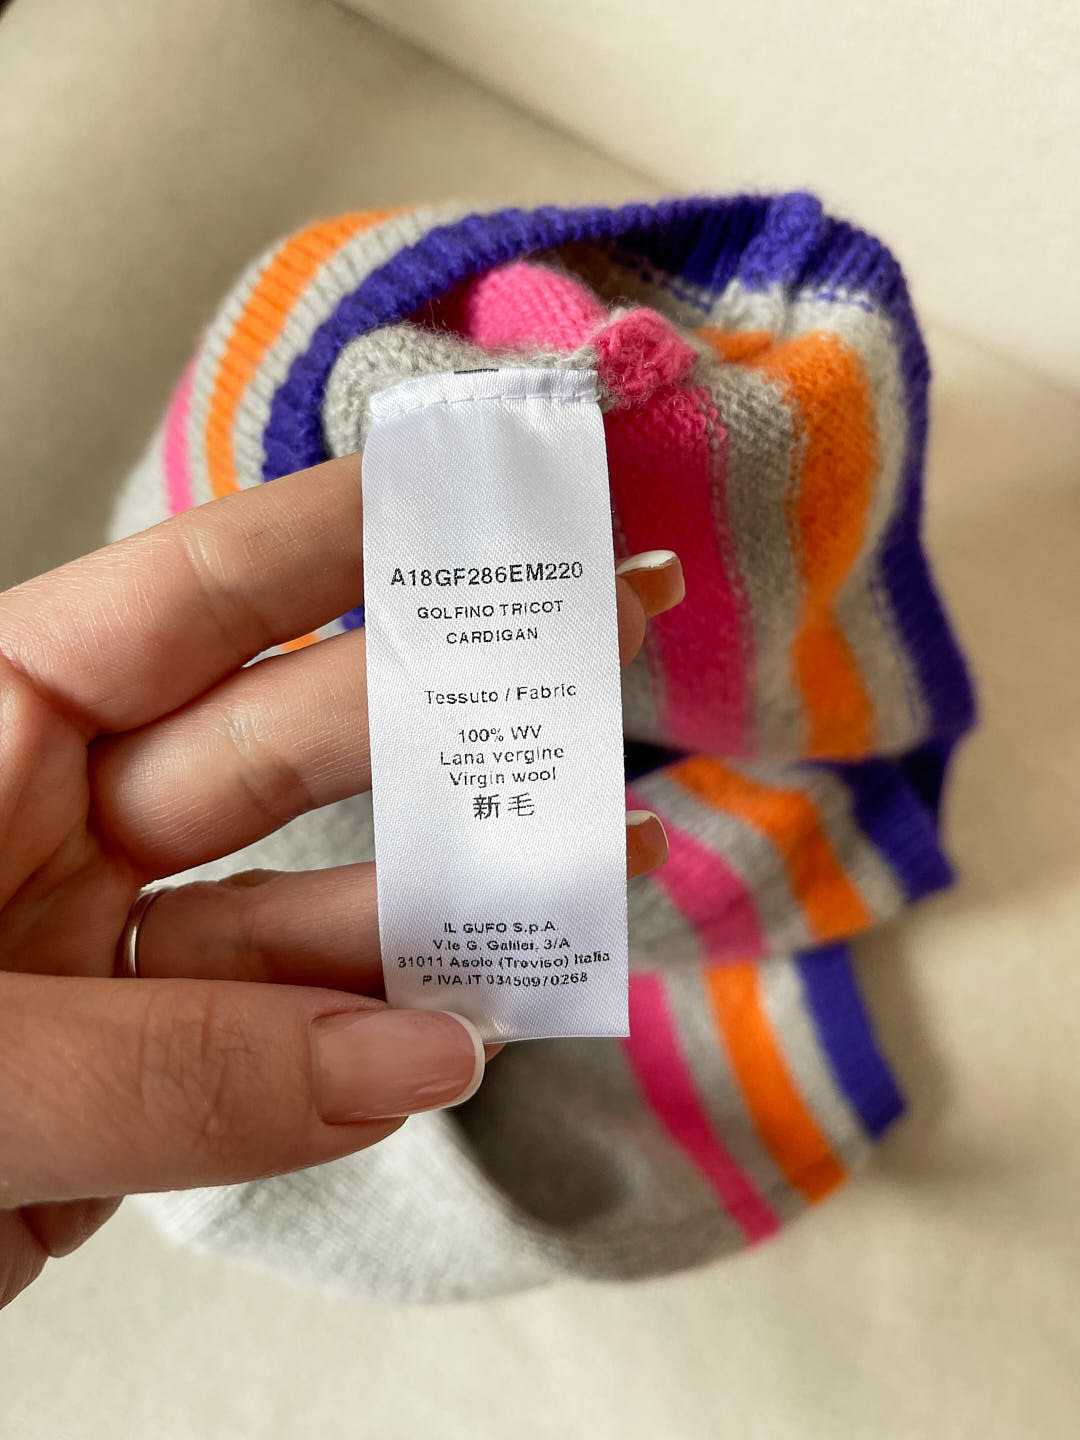 A18GF286EM220
GOLFINO TRICOT
CARDIGAN
Tessuto / Fabric
100% WV
Lana vergine
Virgin wool
新毛
IL GUFO S.p.A.
V.le G. Galilei, 3/A
31011 Asolo (Treviso) Italia
P.IVA.IT 03450970268